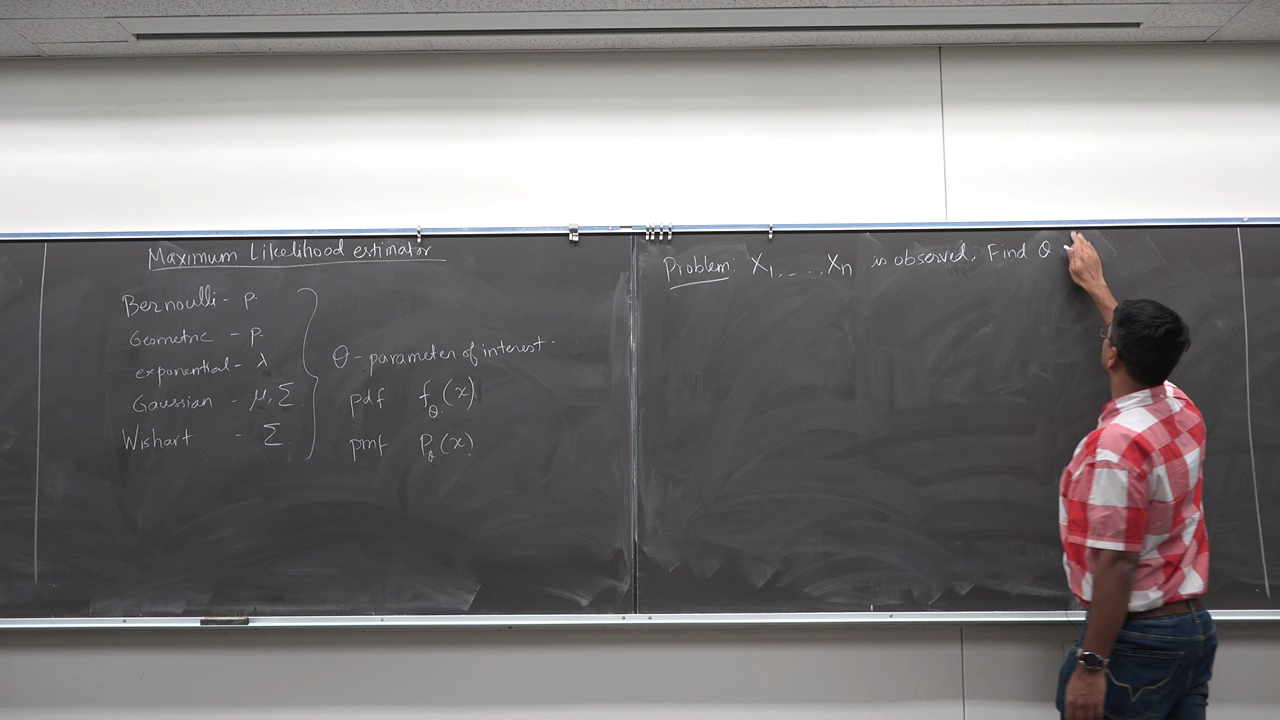 Maximum Likelihood estimator
Bernoulli - p.
Geometric - p.
exponential - λ
Gaussian - μ, Σ
Wishart - Σ
θ - parameter of interest.
pdf f_θ(x)
pmf P_θ(x)
Problem: X₁, ..., Xn is observed. Find θ